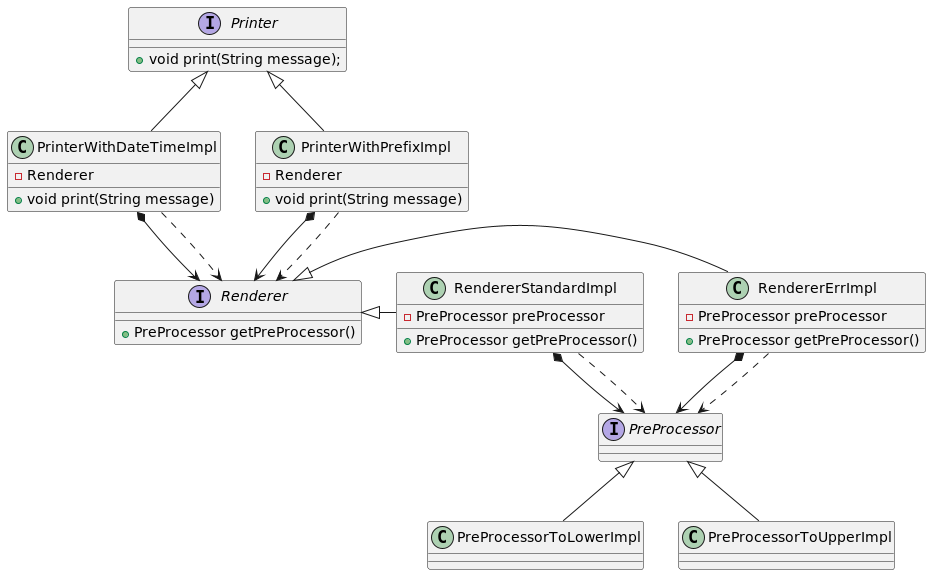 I Printer
void print(String message);
C PrinterWithDateTimeImpl
Renderer
void print(String message)
C PrinterWithPrefixImpl
Renderer
void print(String message)
I Renderer
PreProcessor getPreProcessor()
C RendererStandardImpl
PreProcessor preProcessor
PreProcessor getPreProcessor()
C RendererErrImpl
PreProcessor preProcessor
PreProcessor getPreProcessor()
I PreProcessor
C PreProcessorToLowerImpl
C PreProcessorToUpperImpl